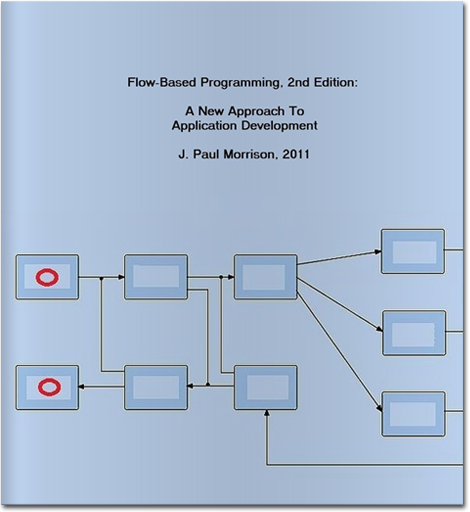 Flow-Based Programming, 2nd Edition:
A New Approach To
Application Development
J. Paul Morrison, 2011